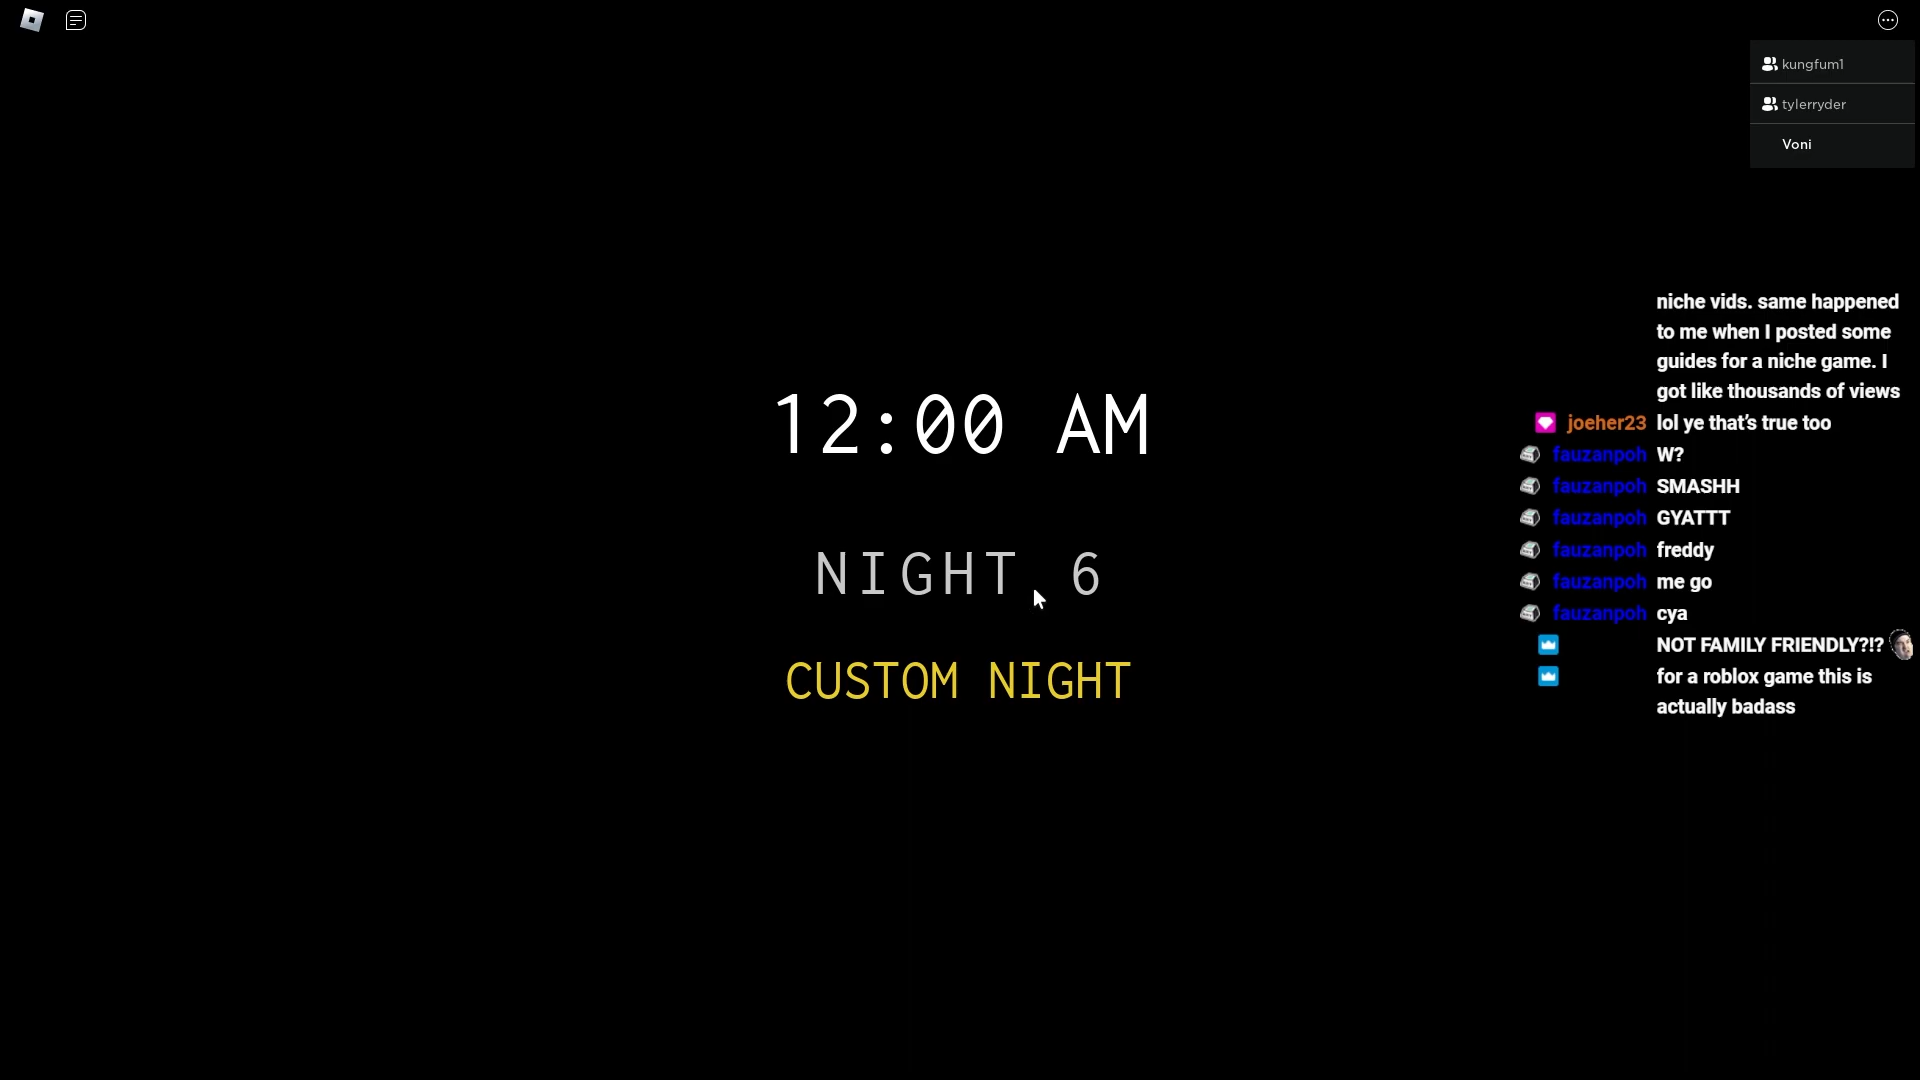 kungfum1
tylerryder
Voni
12:00 AM
NIGHT 6
CUSTOM NIGHT
niche vids. same happened
to me when I posted some
guides for a niche game. I
got like thousands of views
joeher23 lol ye that's true too
fauzanpoh W?
fauzanpoh SMASHH
fauzanpoh GYATTT
fauzanpoh freddy
fauzanpoh me go
fauzanpoh cya
NOT FAMILY FRIENDLY?!?
for a roblox game this is
actually badass